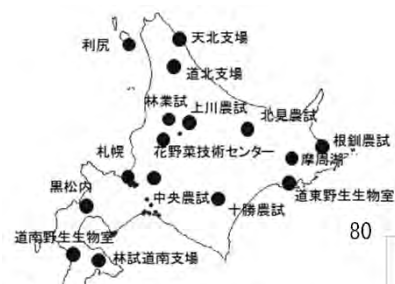 利尻
天北支場
道北支場
林業試
上川農試
北見農試
根釧農試
札幌
花野菜技術センター
摩周湖
黒松内
中央農試
十勝農試
道東野生生物室
道南野生生物室
林試道南支場
80